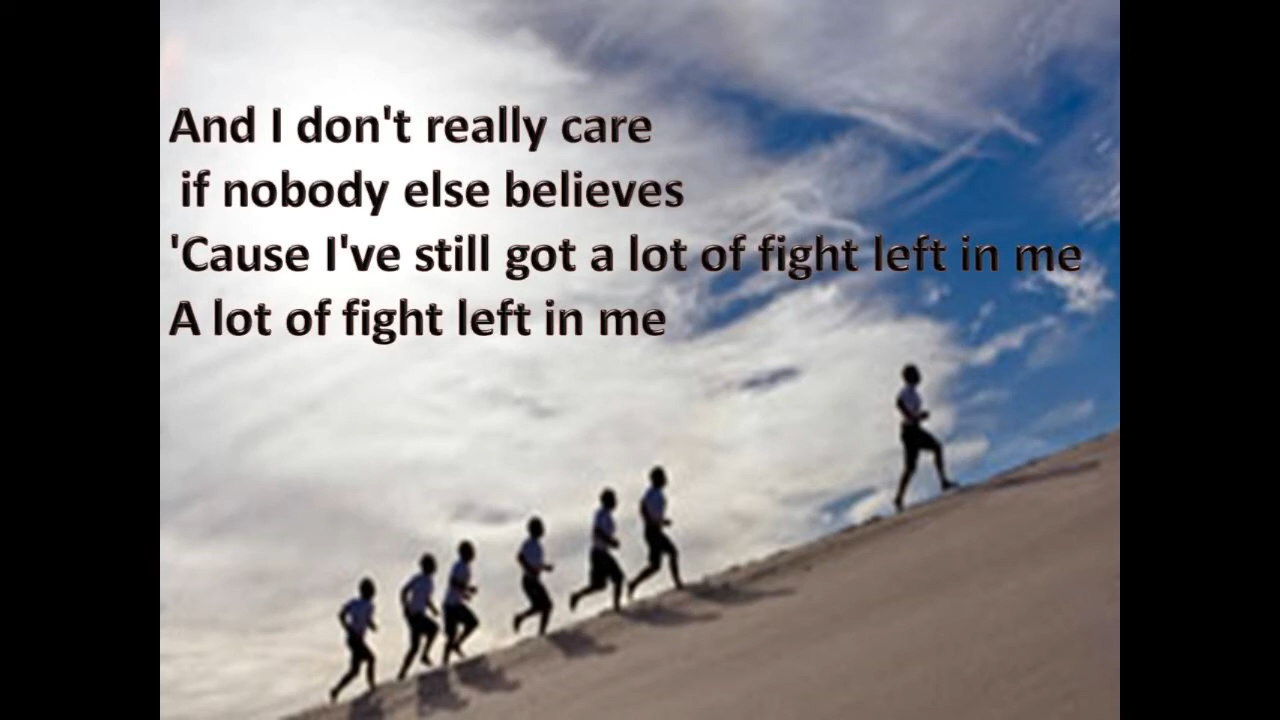 And I don't really care
if nobody else believes
'Cause I've still got a lot of fight left in me
A lot of fight left in me